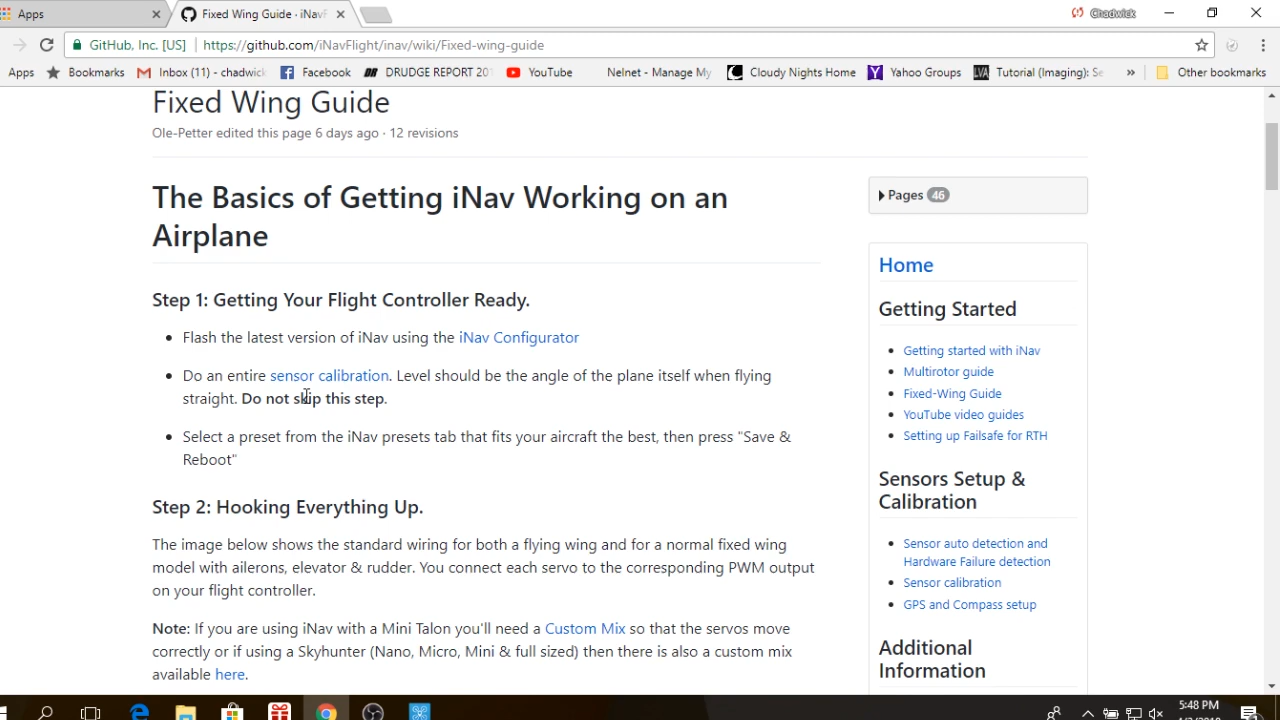 Apps
Fixed Wing Guide · iNavF
Chadwick
GitHub, Inc. [US]
https://github.com/iNavFlight/inav/wiki/Fixed-wing-guide
Apps
Bookmarks
Inbox (11) - chadwick
Facebook
DRUDGE REPORT 201
YouTube
Nelnet - Manage My
Cloudy Nights Home
Yahoo Groups
Tutorial (Imaging): Se
»
Other bookmarks
Fixed Wing Guide
Ole-Petter edited this page 6 days ago · 12 revisions
The Basics of Getting iNav Working on an
Airplane
Step 1: Getting Your Flight Controller Ready.
Flash the latest version of iNav using the iNav Configurator
Do an entire sensor calibration. Level should be the angle of the plane itself when flying
straight. Do not skip this step.
Select a preset from the iNav presets tab that fits your aircraft the best, then press "Save &
Reboot"
Step 2: Hooking Everything Up.
The image below shows the standard wiring for both a flying wing and for a normal fixed wing
model with ailerons, elevator & rudder. You connect each servo to the corresponding PWM output
on your flight controller.
Note: If you are using iNav with a Mini Talon you'll need a Custom Mix so that the servos move
correctly or if using a Skyhunter (Nano, Micro, Mini & full sized) then there is also a custom mix
available here.
Pages 46
Home
Getting Started
Getting started with iNav
Multirotor guide
Fixed-Wing Guide
YouTube video guides
Setting up Failsafe for RTH
Sensors Setup &
Calibration
Sensor auto detection and
Hardware Failure detection
Sensor calibration
GPS and Compass setup
Additional
Information
5:48 PM